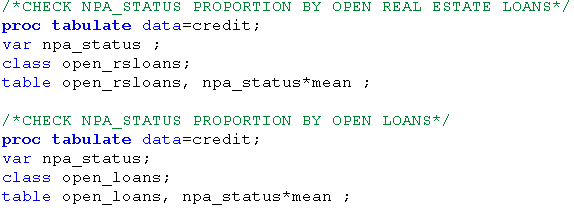 /*CHECK NPA_STATUS PROPORTION BY OPEN REAL ESTATE LOANS*/
proc tabulate data=credit;
var npa_status ;
class open_rsloans;
table open_rsloans, npa_status*mean ;
/*CHECK NPA_STATUS PROPORTION BY OPEN LOANS*/
proc tabulate data=credit;
var npa_status;
class open_loans;
table open_loans, npa_status*mean ;